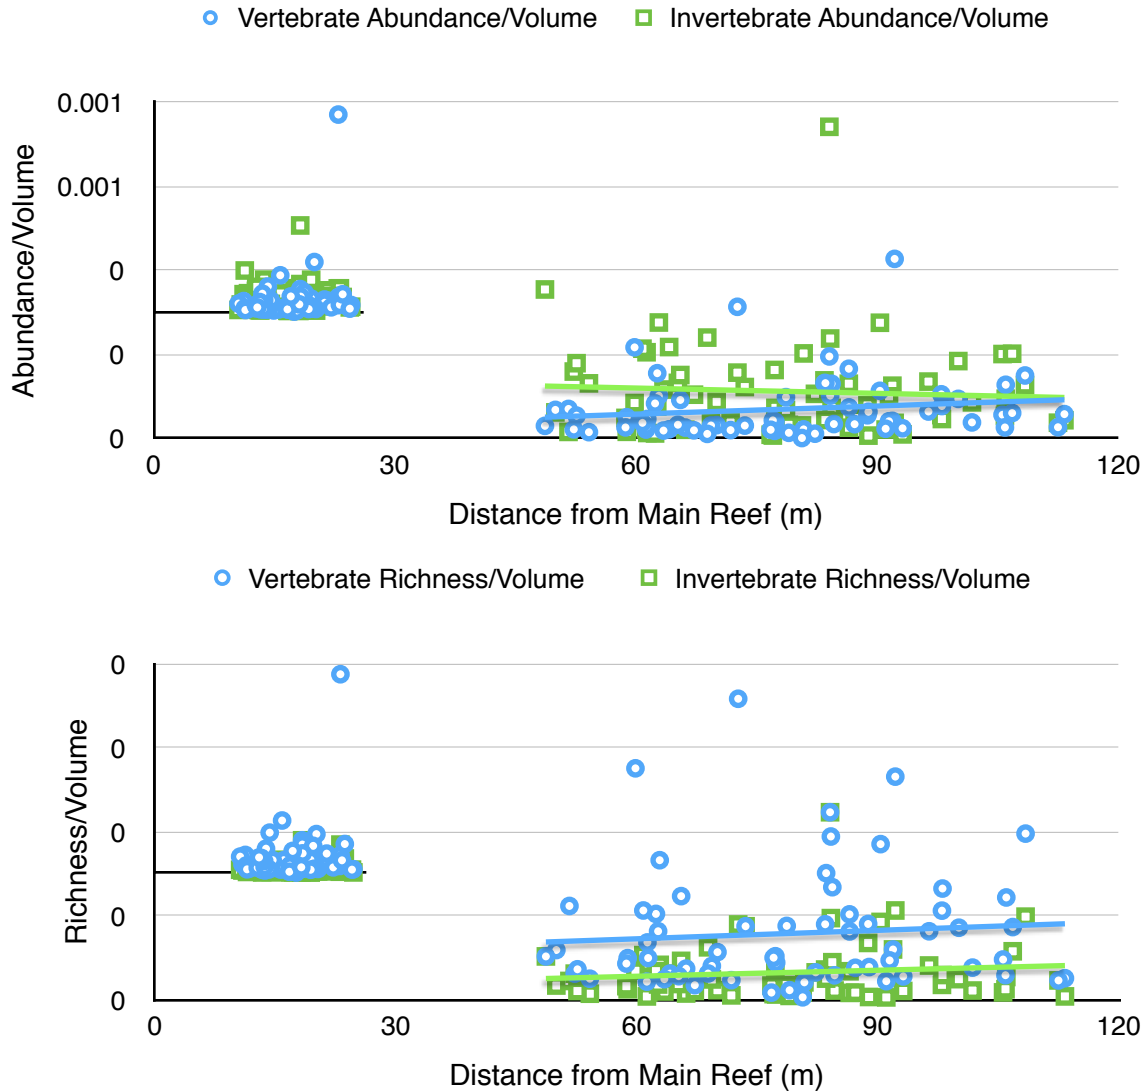 Vertebrate Abundance/Volume Invertebrate Abundance/Volume
0.001
0.001
0
0
0
Abundance/Volume
0 60 90 120
Distance from Main Reef (m)
Vertebrate Richness/Volume Invertebrate Richness/Volume
0
0
0
0
0
Richness/Volume
0 30 60 90 120
Distance from Main Reef (m)